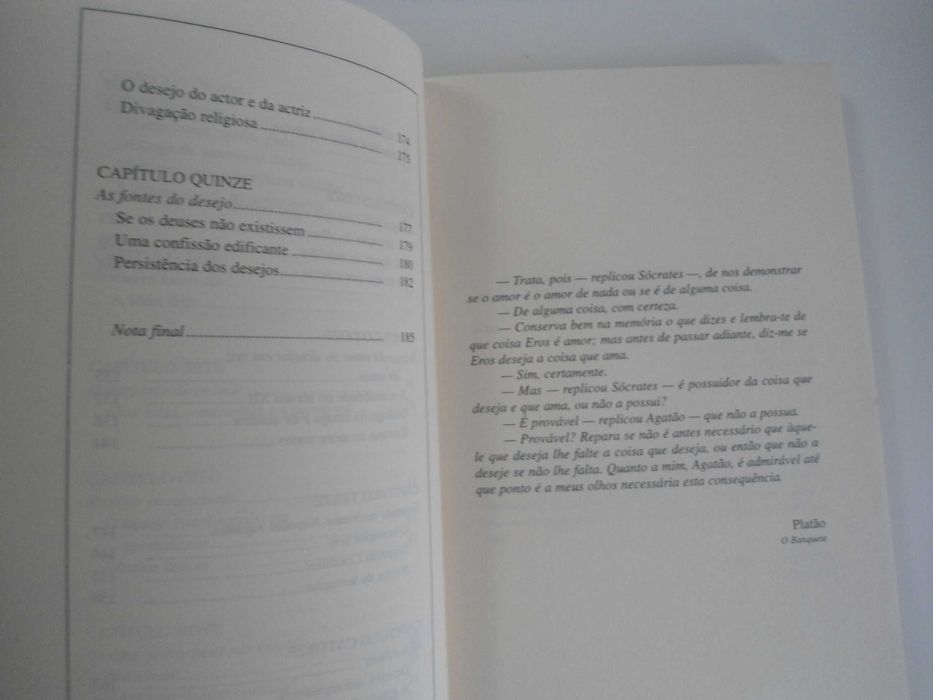 O desejo do actor e da actriz 174
Divagação religiosa 175
CAPÍTULO QUINZE
As fontes do desejo 177
Se os deuses não existissem 179
Uma confissão edificante 180
Persistência dos desejos 182
Nota final 185
— Trata, pois — replicou Sócrates —, de nos demonstrar
se o amor é o amor de nada ou se é de alguma coisa.
— De alguma coisa, com certeza.
— Conserva bem na memória o que dizes e lembra-te de
que coisa Eros é amor; mas antes de passar adiante, diz-me se
Eros deseja a coisa que ama.
— Sim, certamente.
— Mas — replicou Sócrates — é possuidor da coisa que
deseja e que ama, ou não a possui?
— É provável — replicou Agatão — que não a possua.
— Provável? Repara se não é antes necessário que àque-
le que deseja lhe falte a coisa que deseja, ou então que não a
deseje se não lhe falta. Quanto a mim, Agatão, é admirável até
que ponto é a meus olhos necessária esta consequência.
Platão
O Banquete